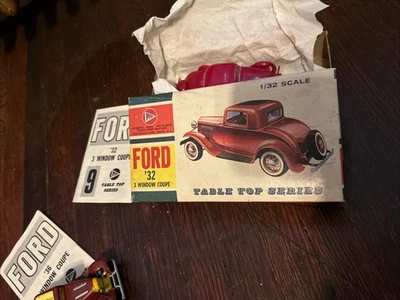 1/32 SCALE
FORD
'32
3 WINDOW COUPE
TABLE TOP SERIES
FOR
'32
3 WINDOW COUPE
9
TABLE TOP
SERIES
FORD
'36
WINDOW COUPE